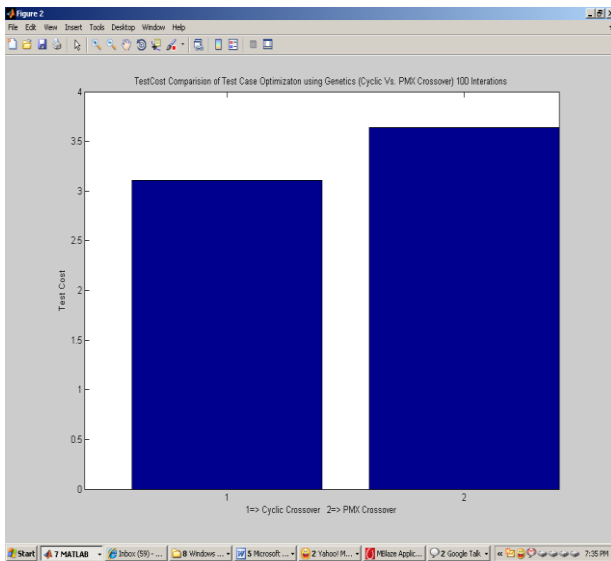 Figure 2
File Edit View Insert Tools Desktop Window Help
TestCost Comparision of Test Case Optimizaton using Genetics (Cyclic Vs. PMX Crossover) 100 Interations
4
3.5
3
2.5
2
1.5
1
0.5
0
Test Cost
1 2
1=> Cyclic Crossover 2=> PMX Crossover
Start 7 MATLAB Inbox (59) - ... 8 Windows ... 5 Microsoft ... 2 Yahoo! M... MBlaze Applic... 2 Google Talk « 7:35 PM